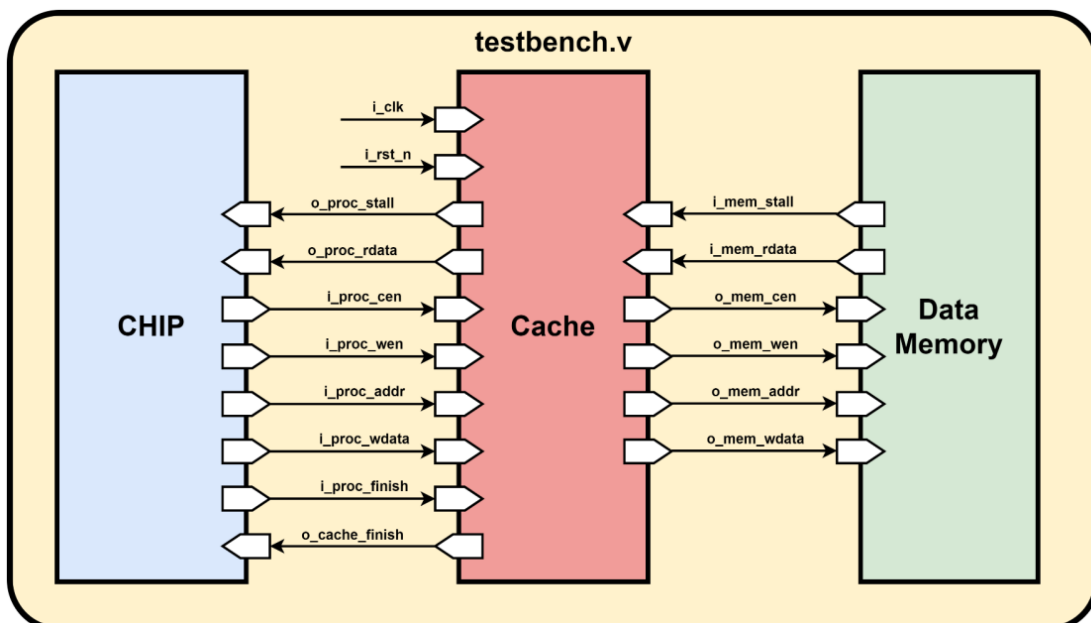 testbench.v
i_clk
i_rst_n
o_proc_stall
i_mem_stall
o_proc_rdata
i_mem_rdata
i_proc_cen
o_mem_cen
CHIP
Cache
Data
Memory
i_proc_wen
o_mem_wen
i_proc_addr
o_mem_addr
i_proc_wdata
o_mem_wdata
i_proc_finish
o_cache_finish